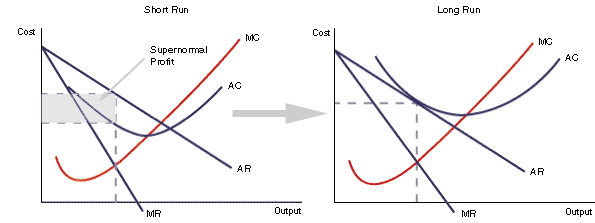 Short Run
Cost
MC
Supernormal
Profit
AC
AR
MR
Output
Long Run
Cost
MC
AC
AR
MR
Output